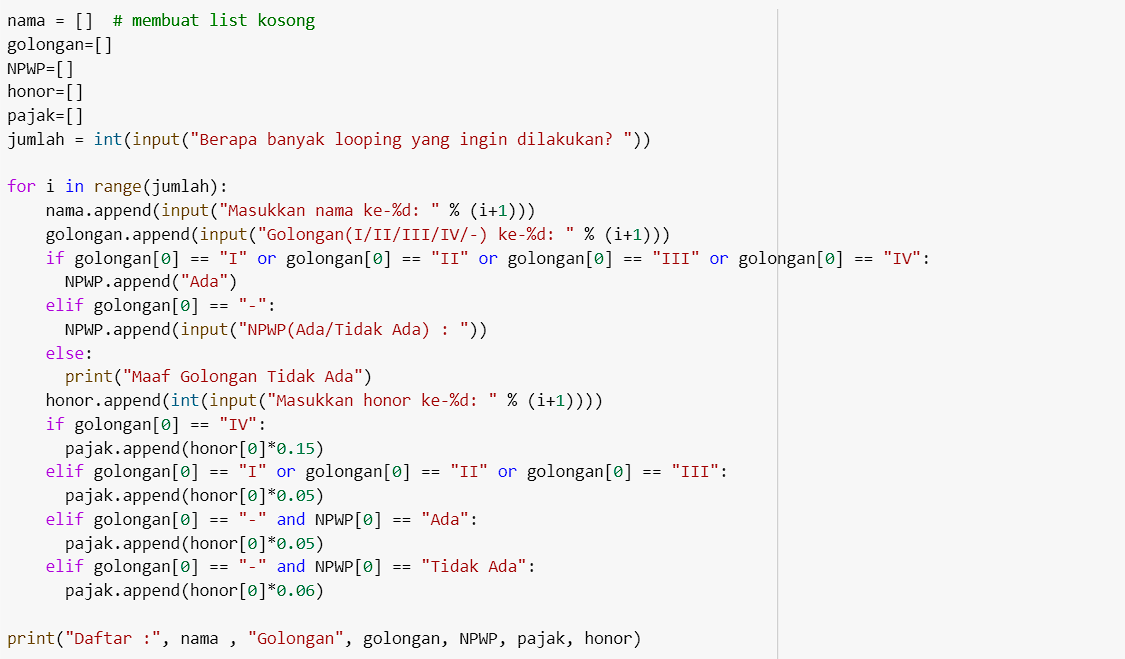 nama = []  # membuat list kosong
golongan=[]
NPWP=[]
honor=[]
pajak=[]
jumlah = int(input("Berapa banyak looping yang ingin dilakukan? "))

for i in range(jumlah):
    nama.append(input("Masukkan nama ke-%d: " % (i+1)))
    golongan.append(input("Golongan(I/II/III/IV/-) ke-%d: " % (i+1)))
    if golongan[0] == "I" or golongan[0] == "II" or golongan[0] == "III" or golongan[0] == "IV":
      NPWP.append("Ada")
    elif golongan[0] == "-":
      NPWP.append(input("NPWP(Ada/Tidak Ada) : "))
    else:
      print("Maaf Golongan Tidak Ada")
    honor.append(int(input("Masukkan honor ke-%d: " % (i+1))))
    if golongan[0] == "IV":
      pajak.append(honor[0]*0.15)
    elif golongan[0] == "I" or golongan[0] == "II" or golongan[0] == "III":
      pajak.append(honor[0]*0.05)
    elif golongan[0] == "-" and NPWP[0] == "Ada":
      pajak.append(honor[0]*0.05)
    elif golongan[0] == "-" and NPWP[0] == "Tidak Ada":
      pajak.append(honor[0]*0.06)

print("Daftar :", nama , "Golongan", golongan, NPWP, pajak, honor)